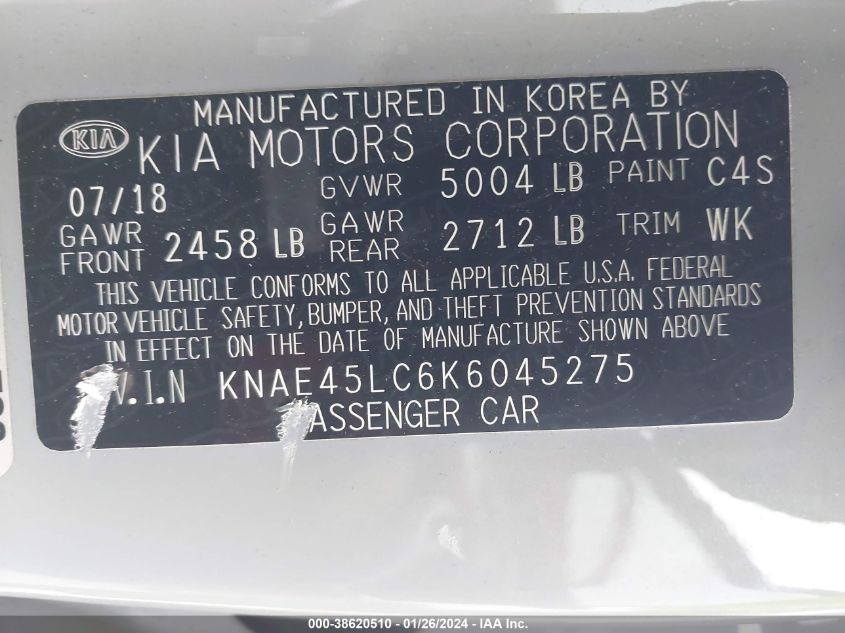 MANUFACTURED IN KOREA BY
KIA KIA MOTORS CORPORATION
07/18 GVWR 5004 LB PAINT C4S
GAWR FRONT 2458 LB GAWR REAR 2712 LB TRIM WK
THIS VEHICLE CONFORMS TO ALL APPLICABLE U.S.A. FEDERAL
MOTOR VEHICLE SAFETY, BUMPER, AND THEFT PREVENTION STANDARDS
IN EFFECT ON THE DATE OF MANUFACTURE SHOWN ABOVE
V.I.N KNAE45LC6K6045275
PASSENGER CAR
000-38620510 - 01/26/2024 - IAA Inc.